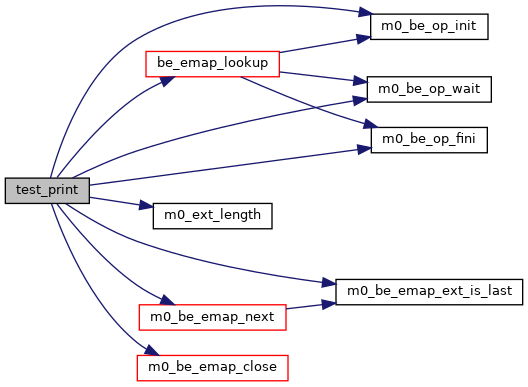 m0_be_op_init
be_emap_lookup
m0_be_op_wait
m0_be_op_fini
test_print
m0_ext_length
m0_be_emap_ext_is_last
m0_be_emap_next
m0_be_emap_close